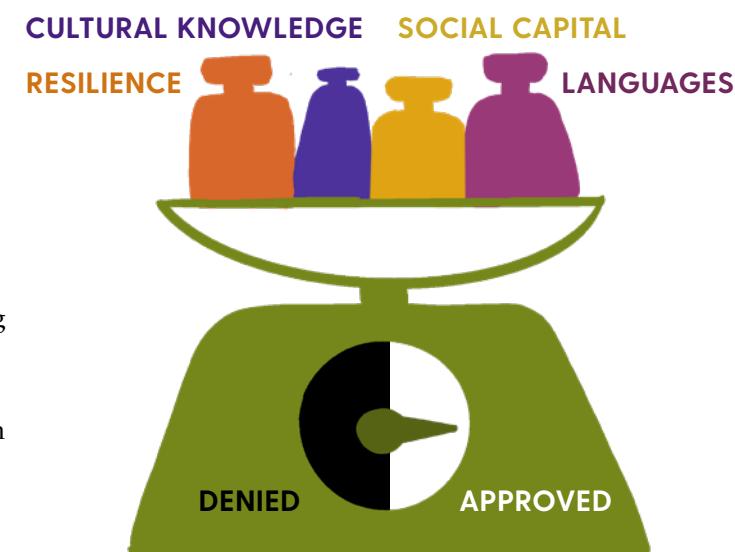 CULTURAL KNOWLEDGE SOCIAL CAPITAL
RESILIENCE LANGUAGES
g
n
DENIED APPROVED